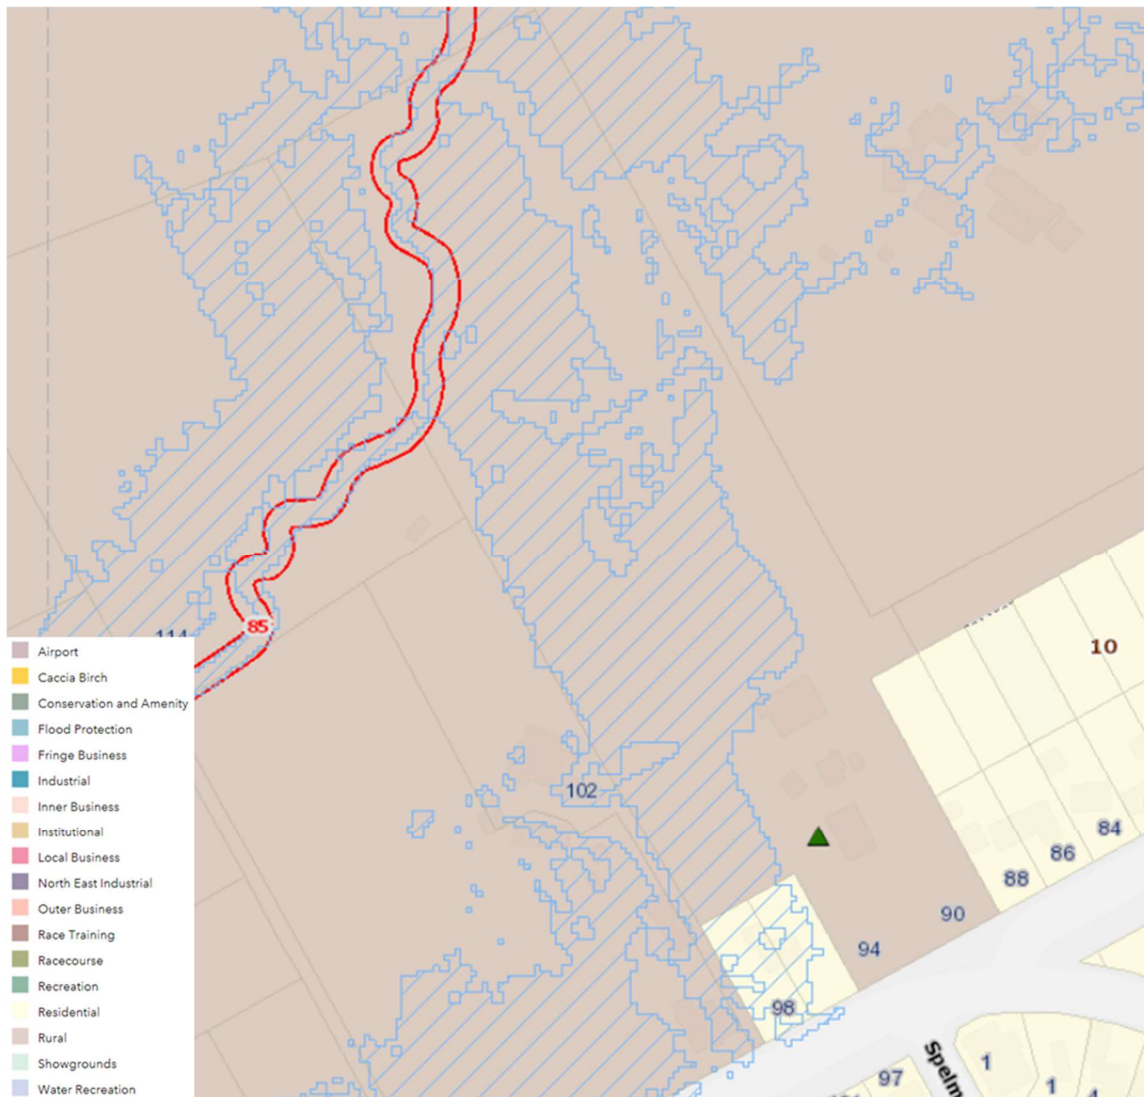 85
114
Airport
Caccia Birch
Conservation and Amenity
Flood Protection
Fringe Business
Industrial
Inner Business
Institutional
Local Business
North East Industrial
Outer Business
Race Training
Racecourse
Recreation
Residential
Rural
Showgrounds
Water Recreation
10
102
84
86
88
90
94
98
Spelm
97
1
1